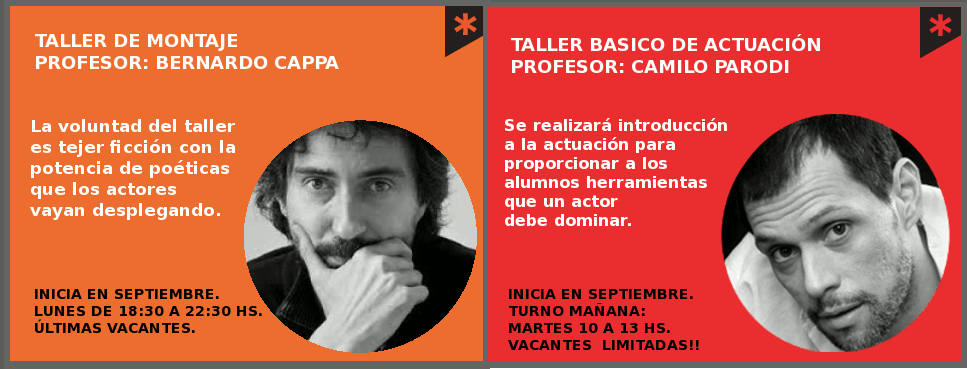 TALLER DE MONTAJE
PROFESOR: BERNARDO CAPPA
La voluntad del taller
es tejer ficción con la
potencia de poéticas
que los actores
vayan desplegando.
INICIA EN SEPTIEMBRE.
LUNES DE 18:30 A 22:30 HS.
ÚLTIMAS VACANTES.
TALLER BASICO DE ACTUACIÓN
PROFESOR: CAMILO PARODI
Se realizará introducción
a la actuación para
proporcionar a los
alumnos herramientas
que un actor
debe dominar.
INICIA EN SEPTIEMBRE.
TURNO MAÑANA:
MARTES 10 A 13 HS.
VACANTES  LIMITADAS!!